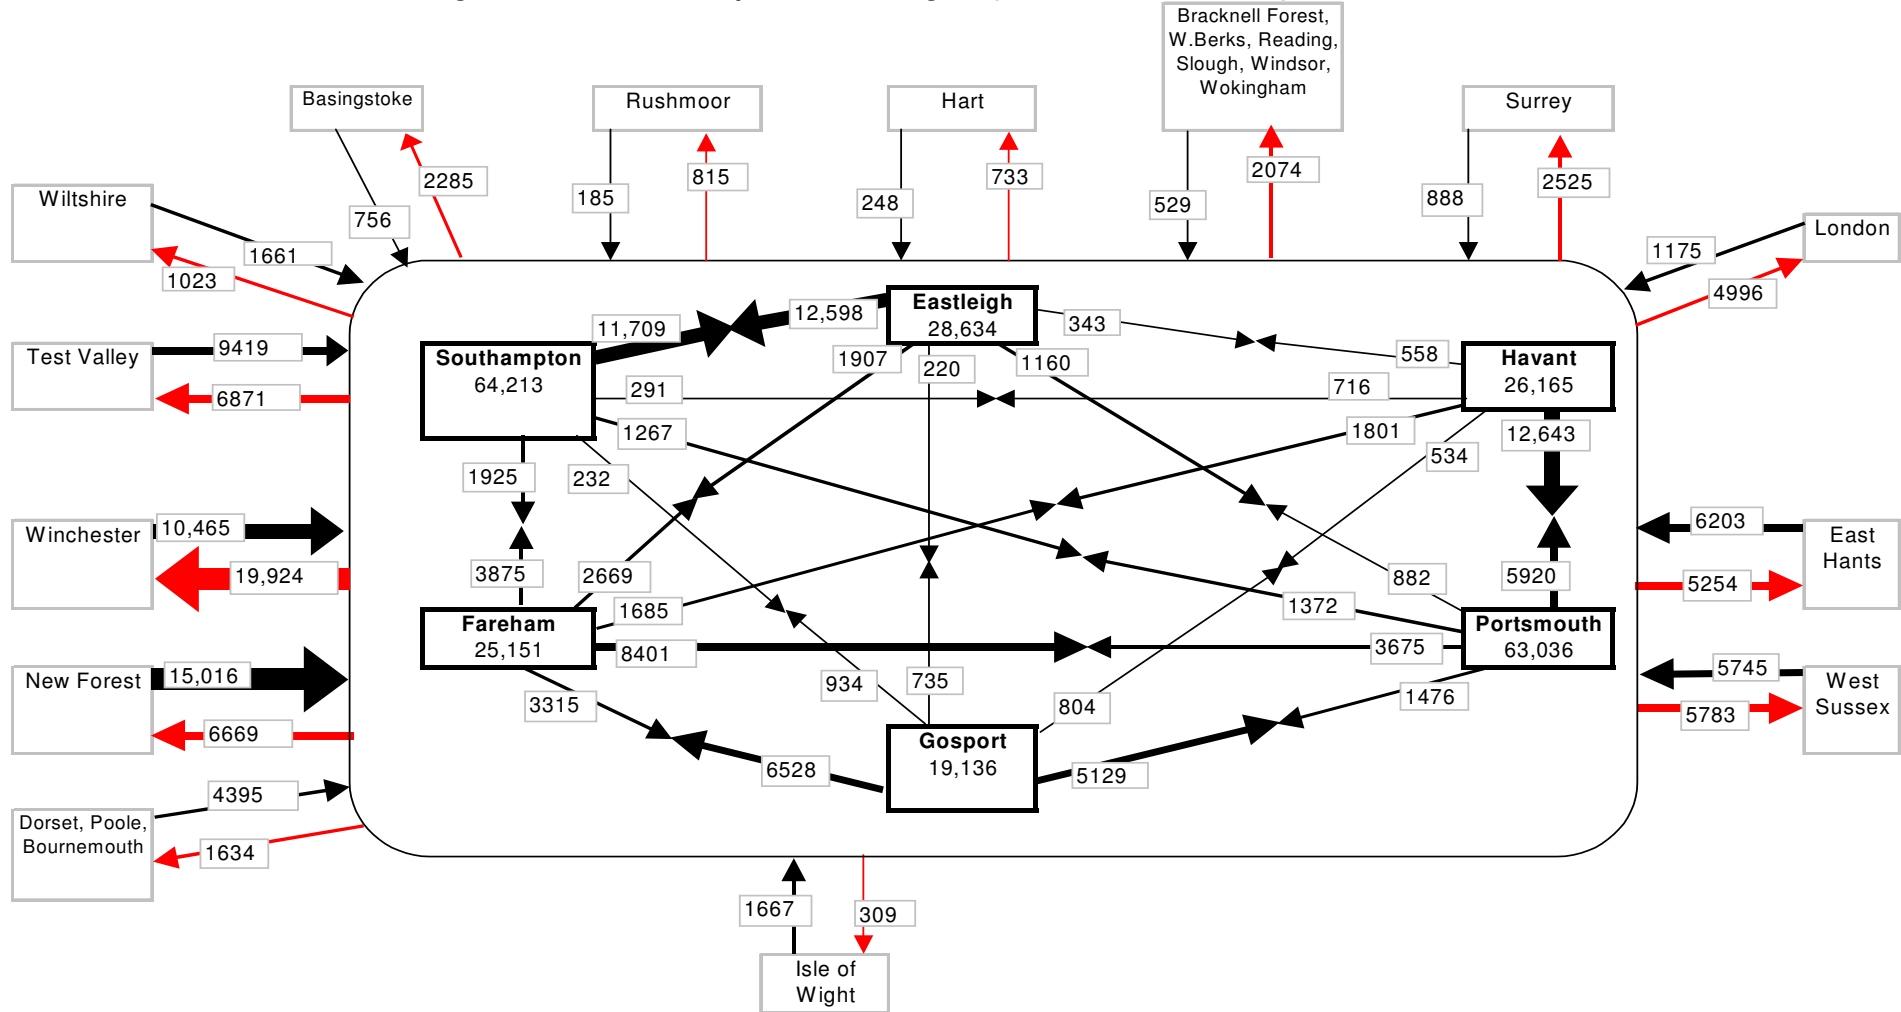 Bracknell Forest,
W.Berks, Reading,
Slough, Windsor,
Wokingham
Basingstoke
Rushmoor
Hart
Surrey
2285
815
733
2074
2525
Wiltshire
185
248
529
888
756
1661
1023
London
1175
4996
Eastleigh
28,634
12,598
11,709
343
558
Southampton
64,213
1907
220
1160
Havant
26,165
Test Valley
9419
6871
291
716
1267
1801
12,643
534
1925
232
Winchester
10,465
19,924
6203
East
Hants
5254
3875
2669
882
5920
1685
1372
Fareham
25,151
8401
3675
Portsmouth
63,036
New Forest
15,016
6669
5745
West
Sussex
5783
3315
934
735
804
1476
Gosport
19,136
6528
5129
4395
Dorset, Poole,
Bournemouth
1634
1667
309
Isle of
Wight